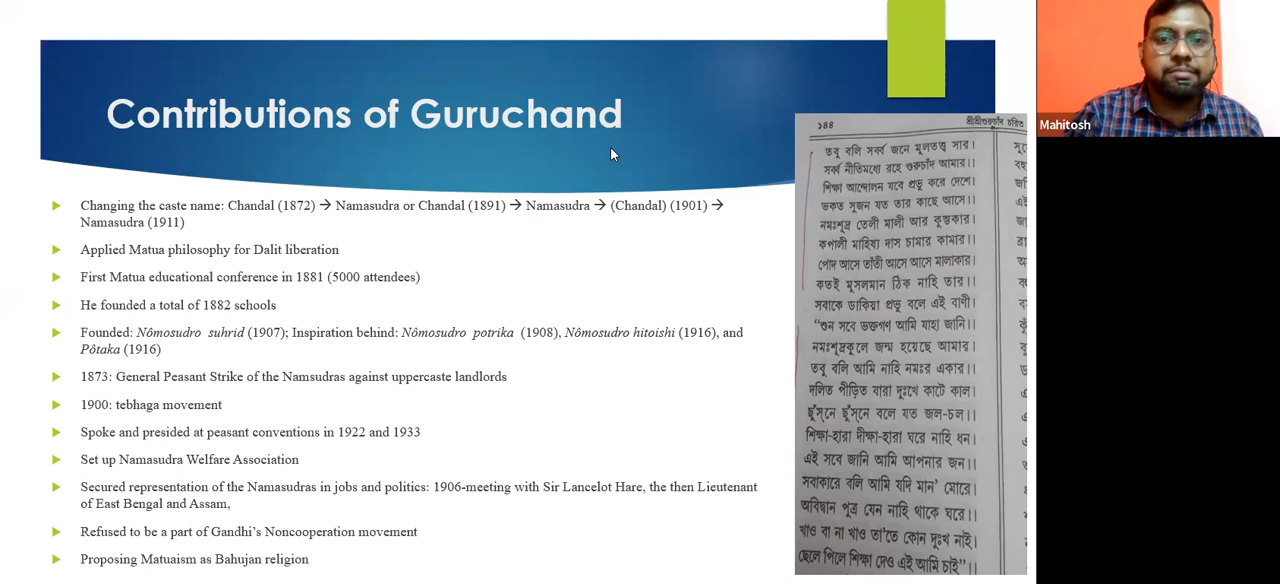 Contributions of Guruchand
Changing the caste name: Chandal (1872) → Namasudra or Chandal (1891) → Namasudra → (Chandal) (1901) →
Namasudra (1911)
Applied Matua philosophy for Dalit liberation
First Matua educational conference in 1881 (5000 attendees)
He founded a total of 1882 schools
Founded: Nômosudro suhrid (1907); Inspiration behind: Nômosudro potrika (1908), Nômosudro hitoishi (1916), and
Pôtaka (1916)
1873: General Peasant Strike of the Namsudras against uppercaste landlords
1900: tebhaga movement
Spoke and presided at peasant conventions in 1922 and 1933
Set up Namasudra Welfare Association
Secured representation of the Namasudras in jobs and politics: 1906-meeting with Sir Lancelot Hare, the then Lieutenant
of East Bengal and Assam,
Refused to be a part of Gandhi's Noncooperation movement
Proposing Matuaism as Bahujan religion
১৪৪ শ্রীশ্রীগুরুচাঁদ চরিত
তবু বলি সর্ব্ব জনে মূলতত্ত্ব সার।
সর্ব্ব নীতিমধ্যে রহে গুরুচাঁদ আমার।।
শিক্ষা আন্দোলন যবে প্রভু করে দেশে।
ভকত সুজন যত তার কাছে আসে।।
নমঃশূদ্র তেলী মালী আর কুম্ভকার।
কপালী মাহিষ্য দাস চামার কামার।।
পোদ আসে তাঁতী আসে আসে মালাকার।
কতই মুসলমান ঠিক নাহি তার।।
সবাকে ডাকিয়া প্রভু বলে এই বাণী।
“শুন সবে ভক্তগণ আমি যাহা জানি।।
নমঃশূদ্রকুলে জন্ম হয়েছে আমার।
তবু বলি আমি নাহি নমঃর একার।।
দলিত পীড়িত যারা দুঃখে কাটে কাল।
ছুঁস্‌নে ছুঁস্‌নে বলে যত জল-চল।।
শিক্ষা-হারা দীক্ষা-হারা ঘরে নাহি ধন।
এই সবে জানি আমি আপনার জন।।
সবাকারে বলি আমি যদি মান’ মোরে।
অবিদ্বান পুত্র যেন নাহি থাকে ঘরে।।
খাও বা না খাও তা’তে কোন দুঃখ নাই।
ছেলে পিলে শিক্ষা দেও এই আমি চাই”।।
Mahitosh